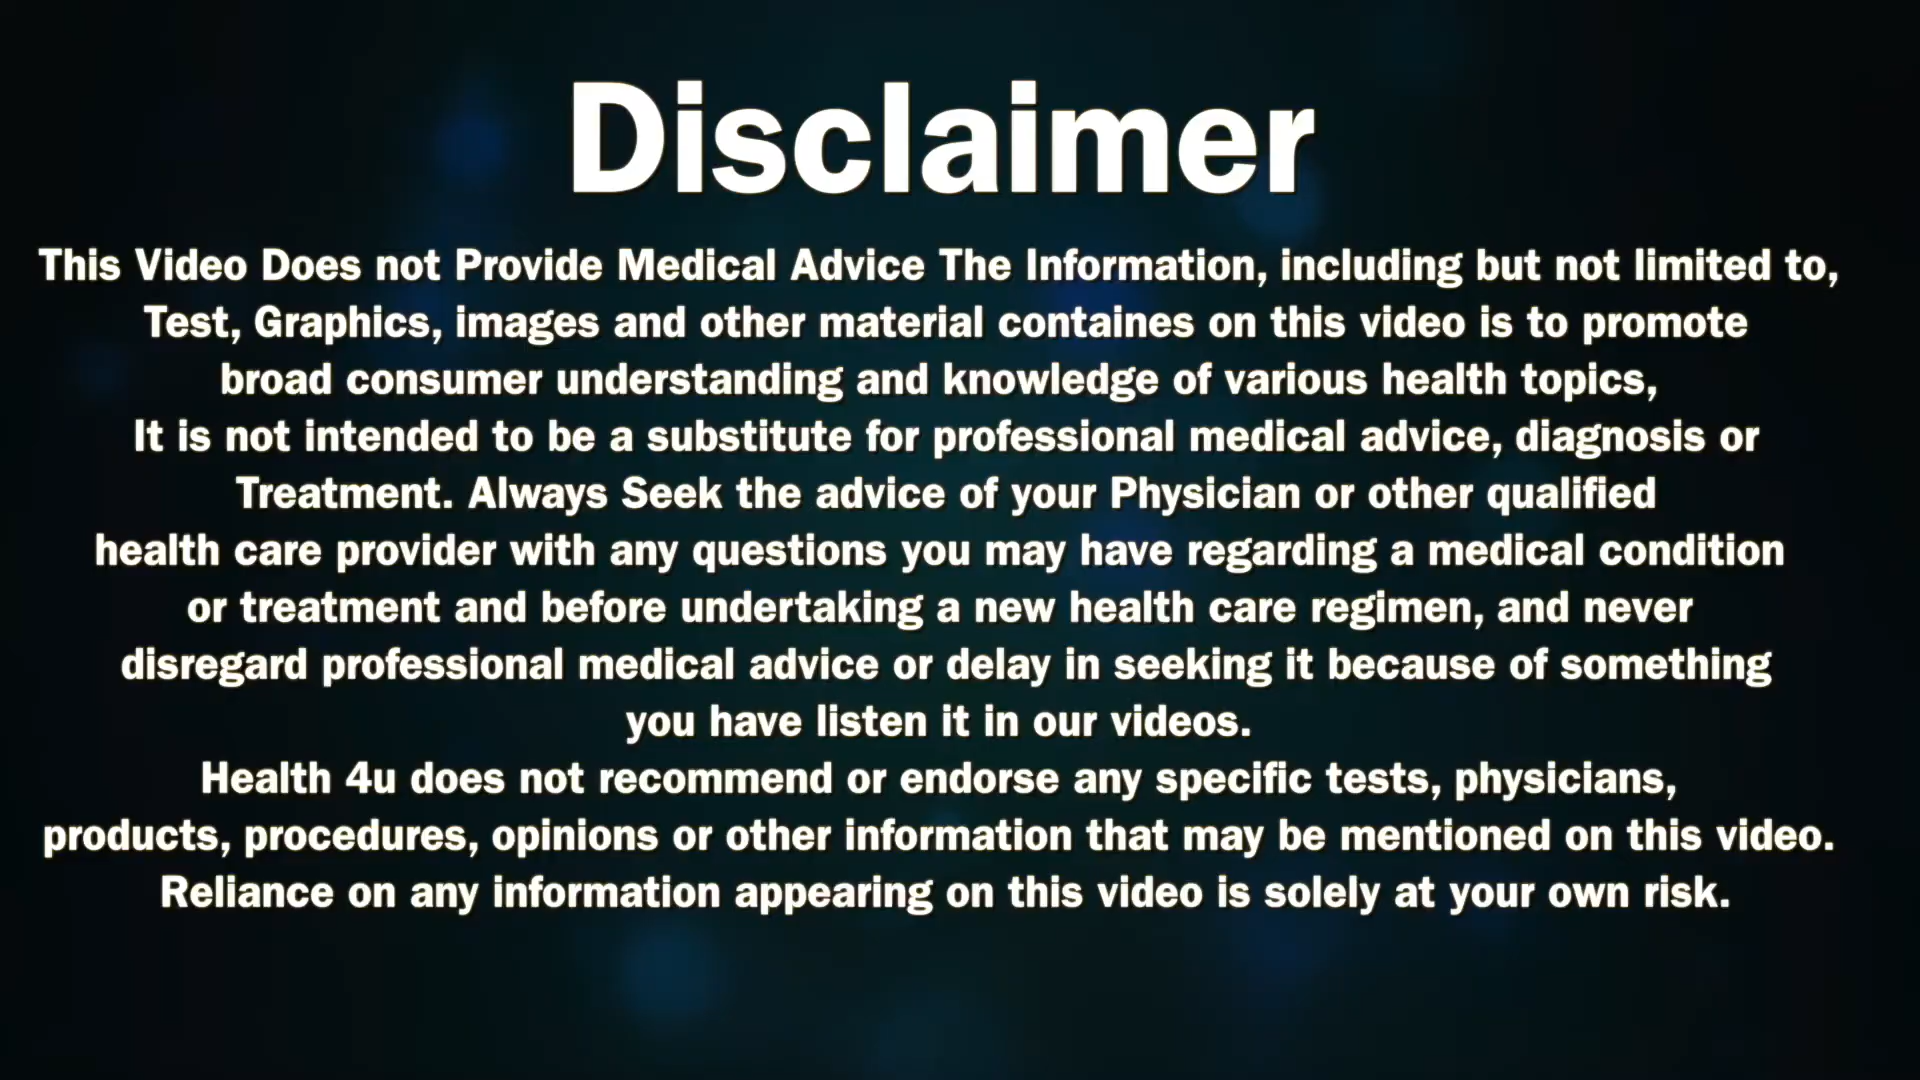 Disclaimer
This Video Does not Provide Medical Advice The Information, including but not limited to,
Test, Graphics, images and other material containes on this video is to promote
broad consumer understanding and knowledge of various health topics,
It is not intended to be a substitute for professional medical advice, diagnosis or
Treatment. Always Seek the advice of your Physician or other qualified
health care provider with any questions you may have regarding a medical condition
or treatment and before undertaking a new health care regimen, and never
disregard professional medical advice or delay in seeking it because of something
you have listen it in our videos.
Health 4u does not recommend or endorse any specific tests, physicians,
products, procedures, opinions or other information that may be mentioned on this video.
Reliance on any information appearing on this video is solely at your own risk.